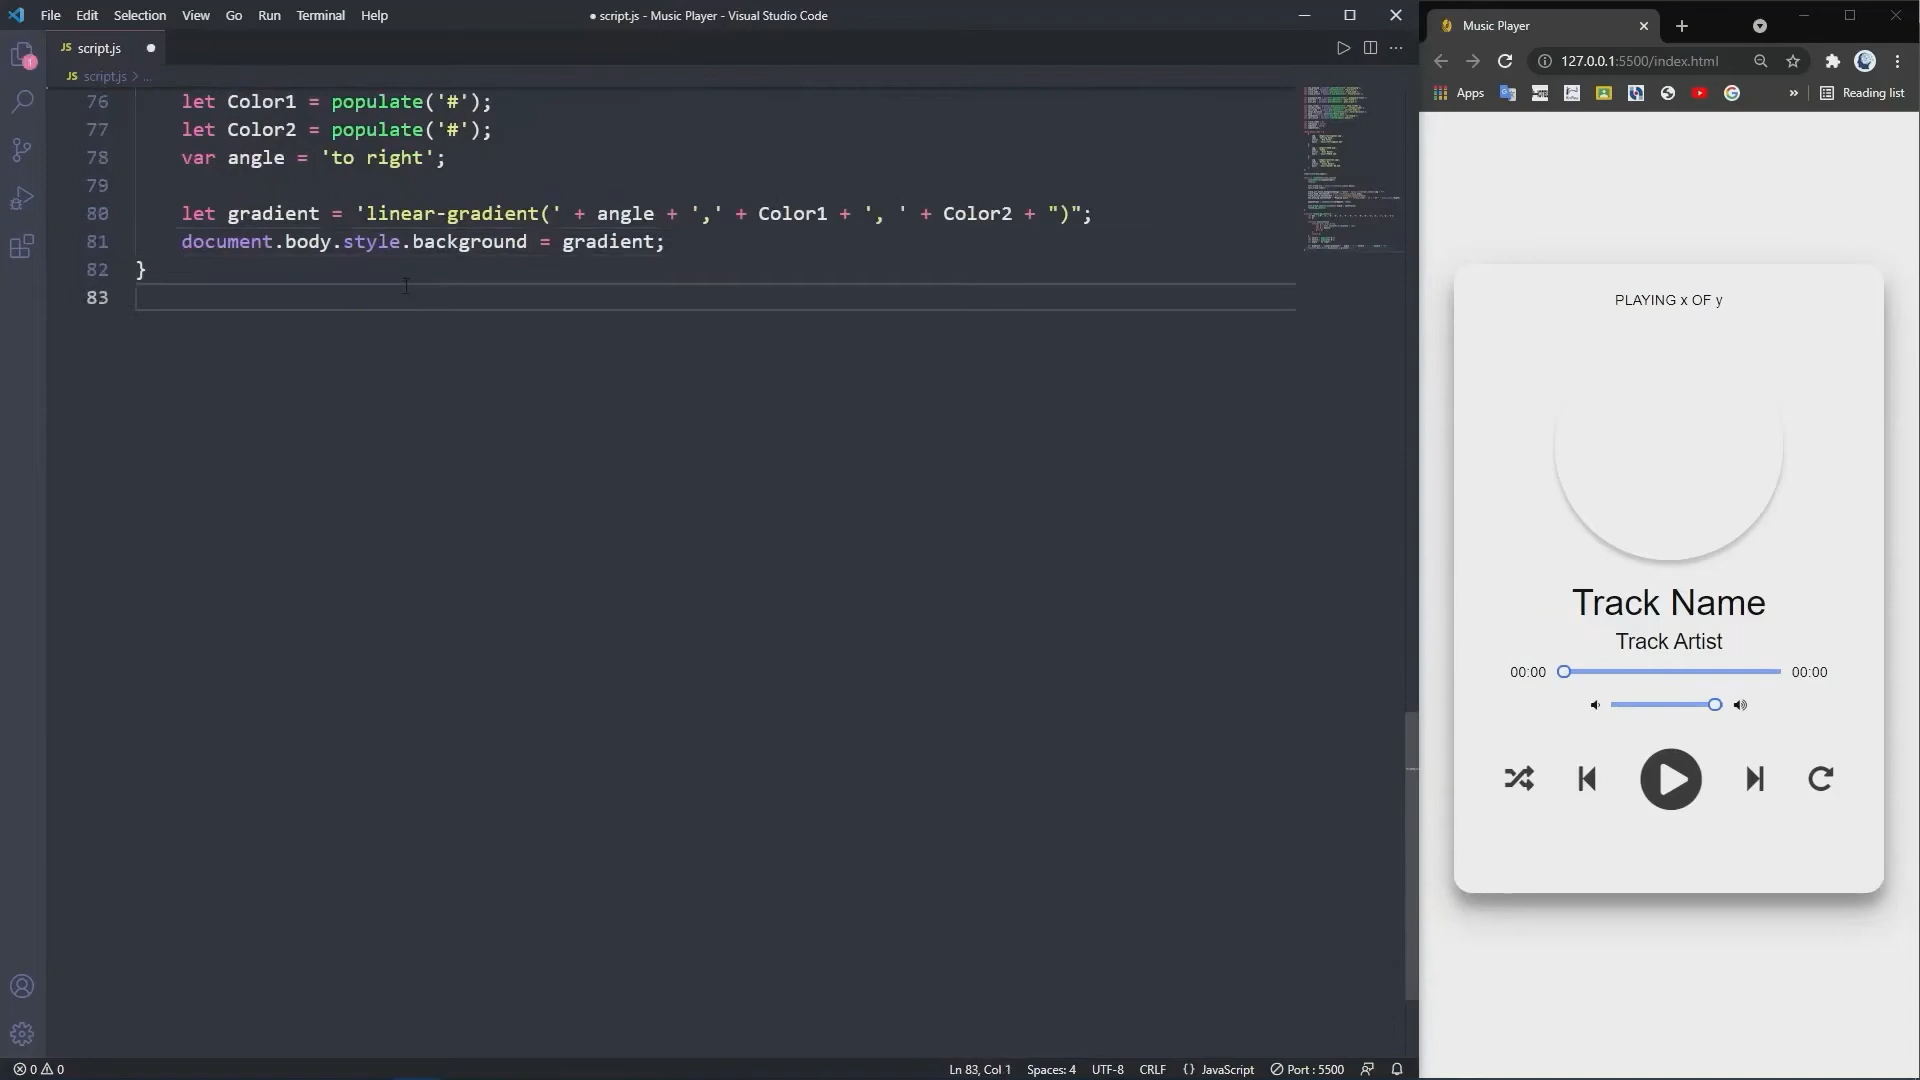 File Edit Selection View Go Run Terminal Help
● script.js - Music Player - Visual Studio Code
JS script.js ●
JS script.js > ...
76 let Color1 = populate('#');
77 let Color2 = populate('#');
78 var angle = 'to right';
79
80 let gradient = 'linear-gradient(' + angle + ',' + Color1 + ', ' + Color2 + ")";
81 document.body.style.background = gradient;
82 }
83
1
0 0
Ln 83, Col 1 Spaces: 4 UTF-8 CRLF {} JavaScript Port : 5500
Music Player
127.0.0.1:5500/index.html
Apps » Reading list
PLAYING x OF y
Track Name
Track Artist
00:00 00:00